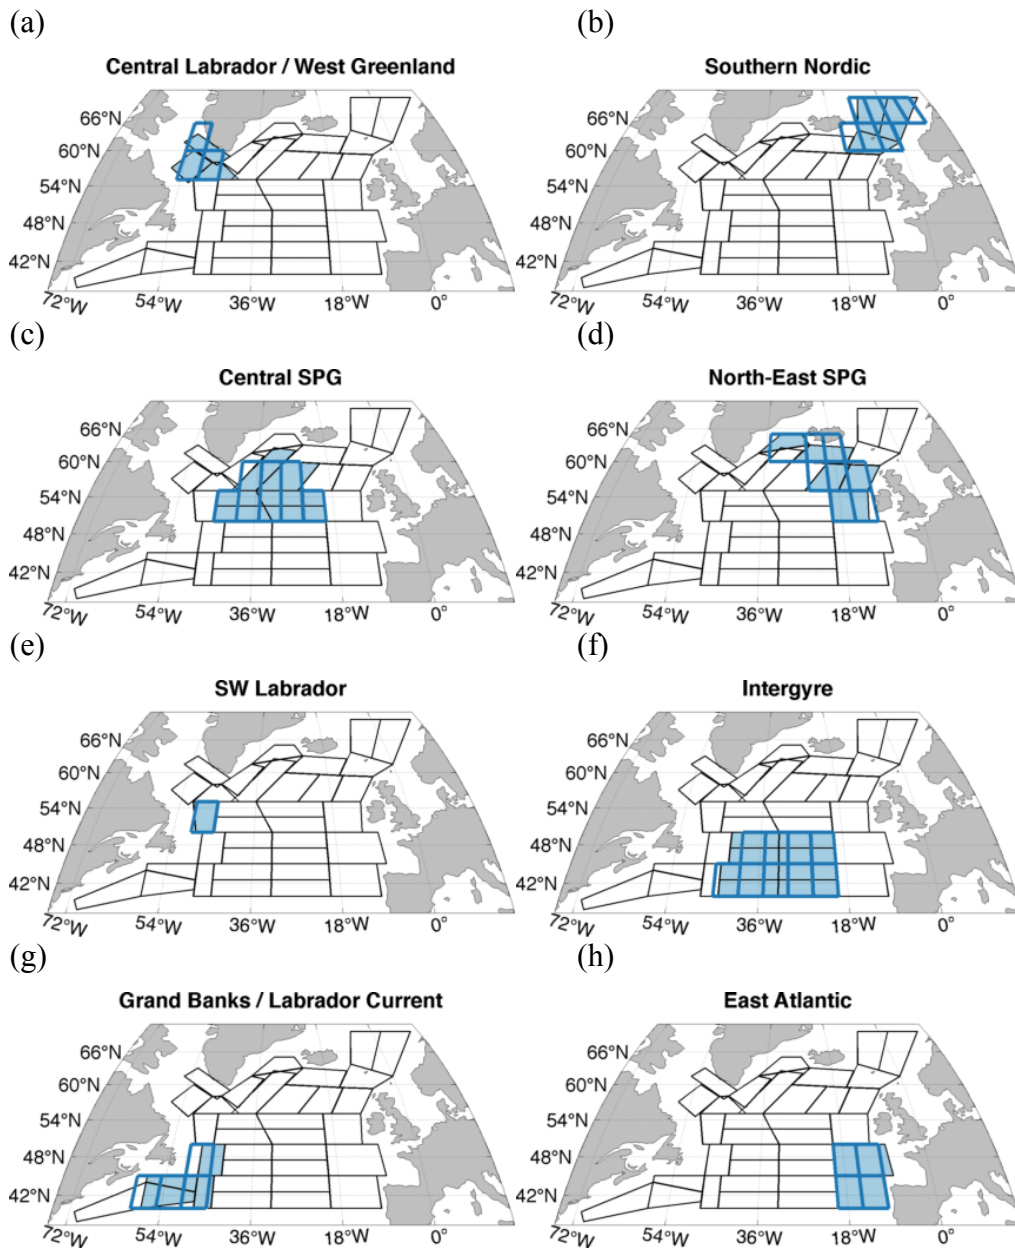 (a)
(b)
Central Labrador / West Greenland
Southern Nordic
66°N
60°N
54°N
48°N
42°N
72°W 54°W 36°W 18°W 0°
66°N
60°N
54°N
48°N
42°N
72°W 54°W 36°W 18°W 0°
(c)
(d)
Central SPG
North-East SPG
66°N
60°N
54°N
48°N
42°N
72°W 54°W 36°W 18°W 0°
66°N
60°N
54°N
48°N
42°N
72°W 54°W 36°W 18°W 0°
(e)
(f)
SW Labrador
Intergyre
66°N
60°N
54°N
48°N
42°N
72°W 54°W 36°W 18°W 0°
66°N
60°N
54°N
48°N
42°N
72°W 54°W 36°W 18°W 0°
(g)
(h)
Grand Banks / Labrador Current
East Atlantic
66°N
60°N
54°N
48°N
42°N
72°W 54°W 36°W 18°W 0°
66°N
60°N
54°N
48°N
42°N
72°W 54°W 36°W 18°W 0°